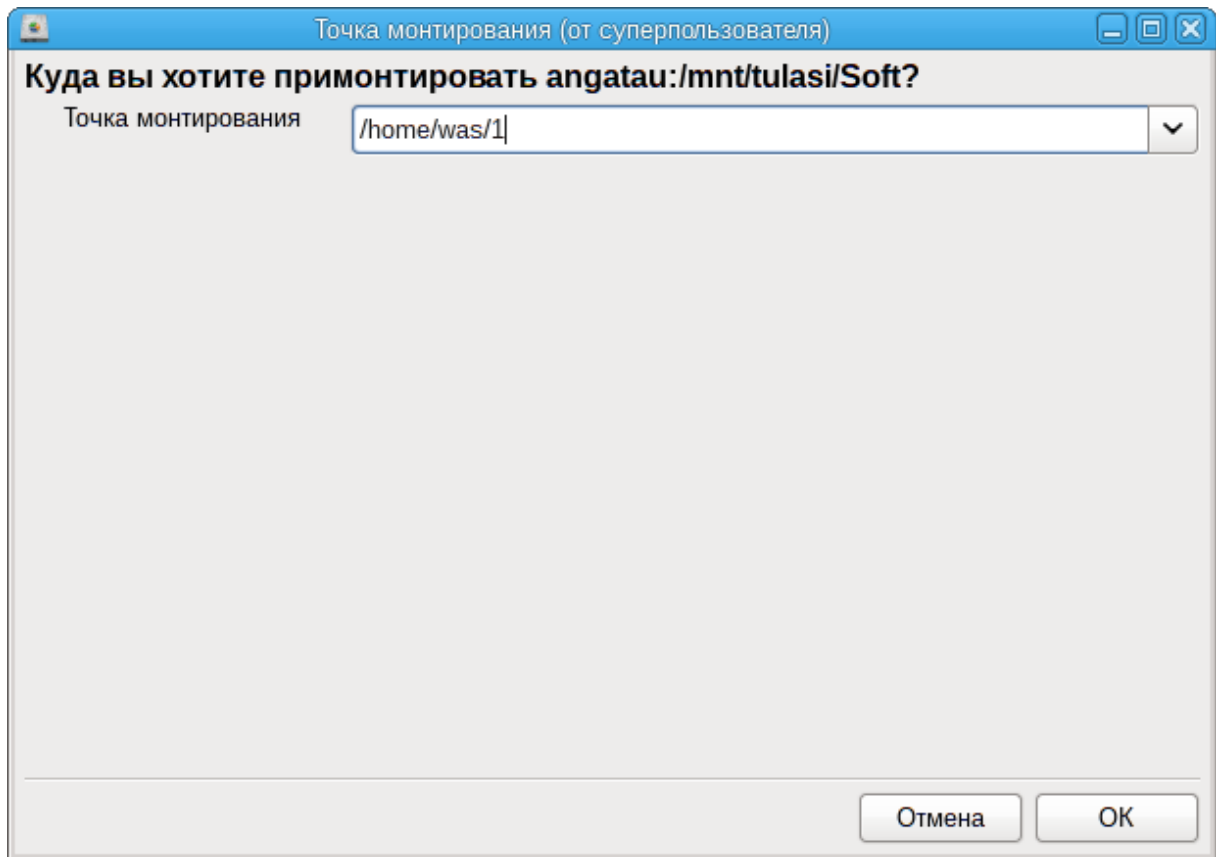 Точка монтирования (от суперпользователя)
Куда вы хотите примонтировать angatau:/mnt/tulasi/Soft?
Точка монтирования /home/was/1
Отмена OK